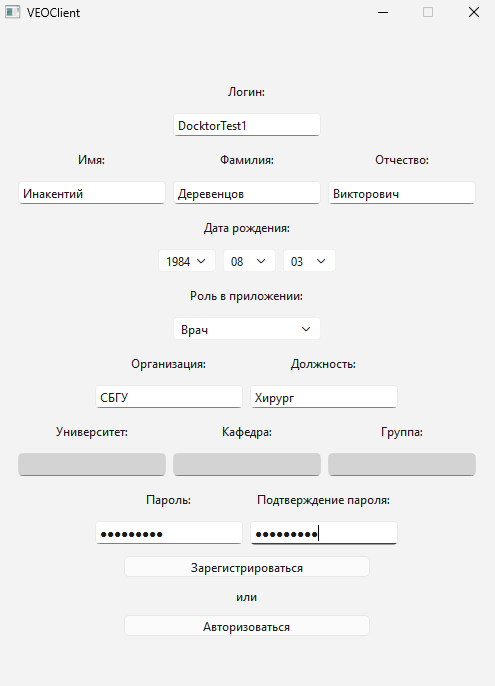 VEOClient
Логин:
DocktorTest1
Имя: Фамилия: Отчество:
Инакентий Деревенцов Викторович
Дата рождения:
1984 08 03
Роль в приложении:
Врач
Организация: Должность:
СБГУ Хирург
Университет: Кафедра: Группа:
Пароль: Подтверждение пароля:
●●●●●●●●● ●●●●●●●●●
Зарегистрироваться
или
Авторизоваться